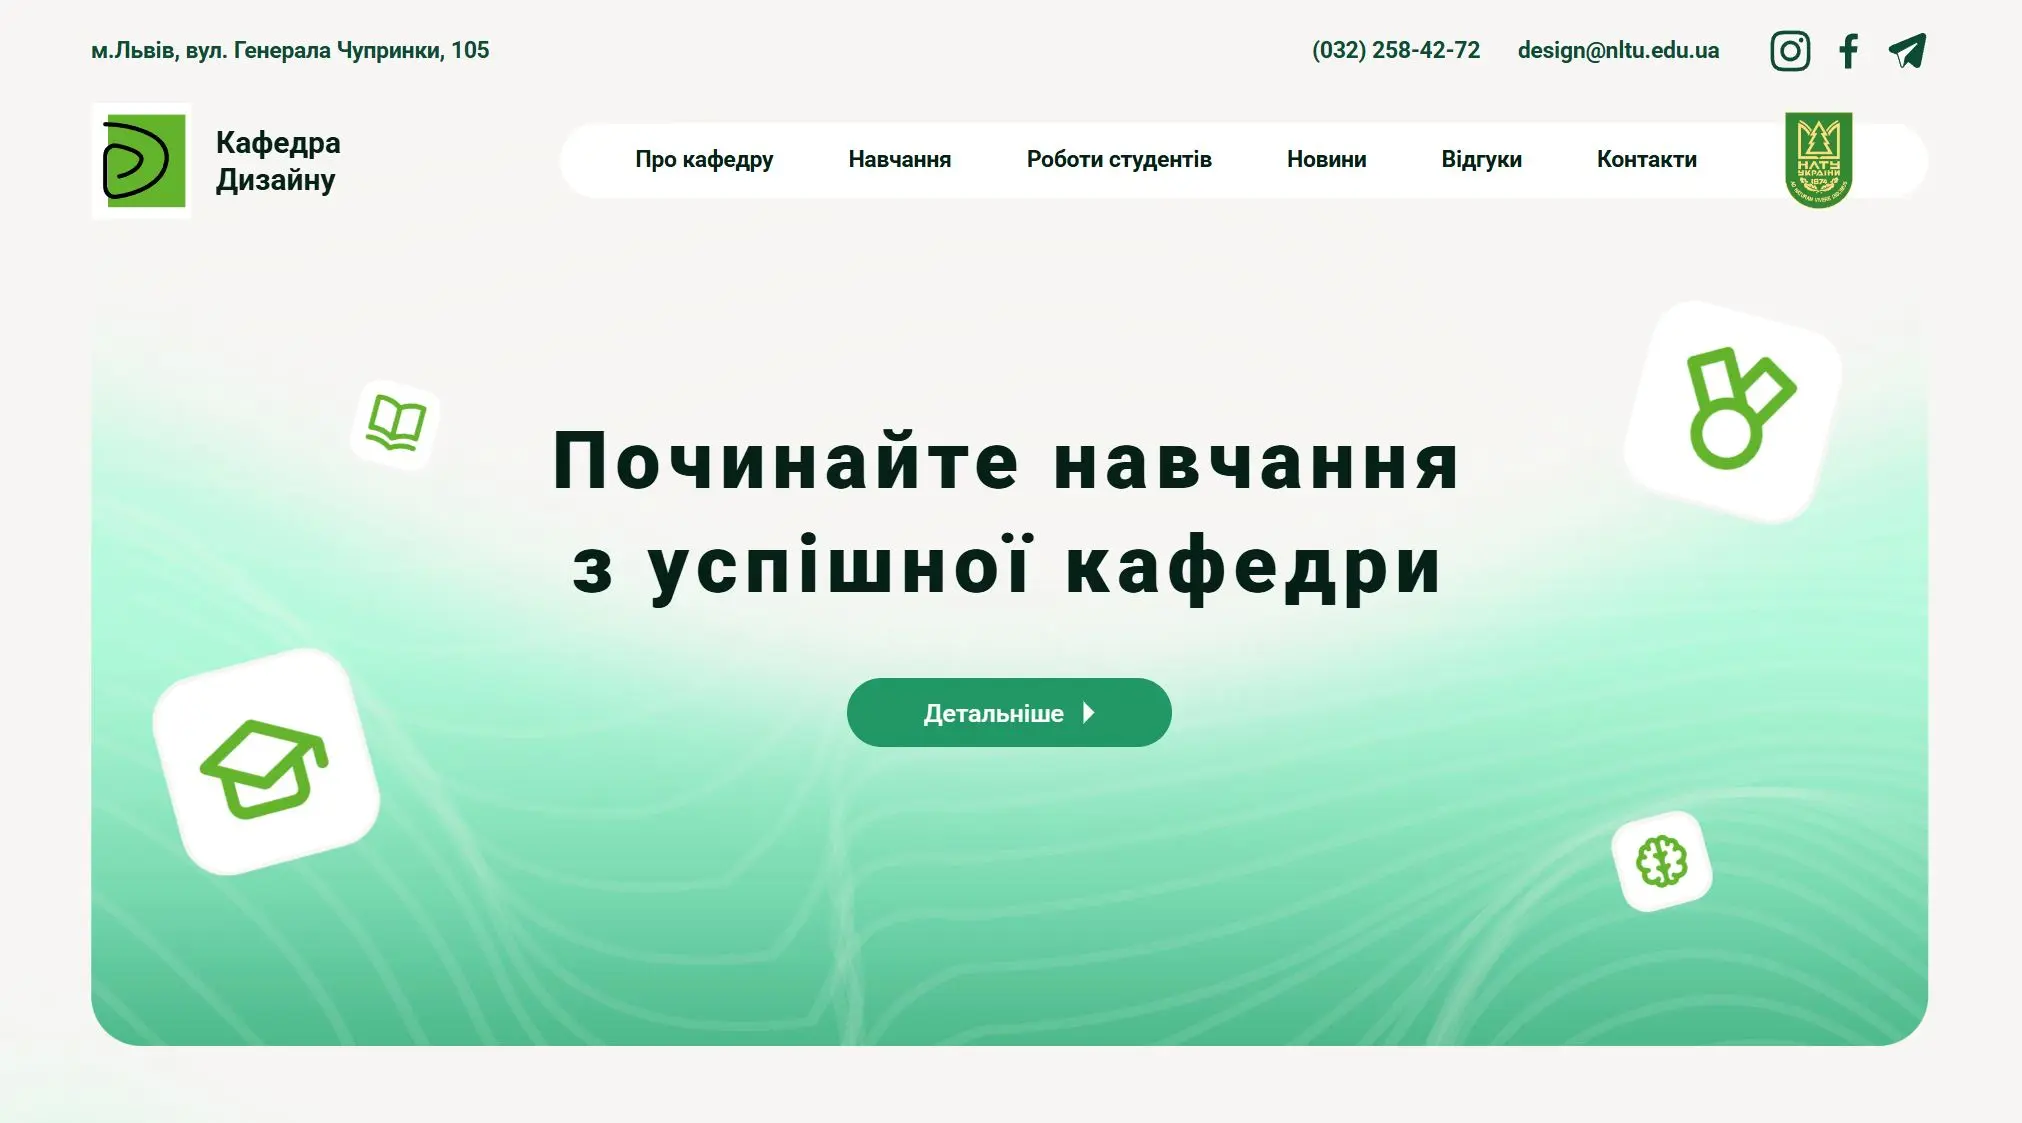 м.Львів, вул. Генерала Чупринки, 105
(032) 258-42-72
design@nltu.edu.ua
Кафедра
Дизайну
Про кафедру
Навчання
Роботи студентів
Новини
Відгуки
Контакти
НЛТУ
УКРАЇНИ
1874
Починайте навчання
з успішної кафедри
Детальніше